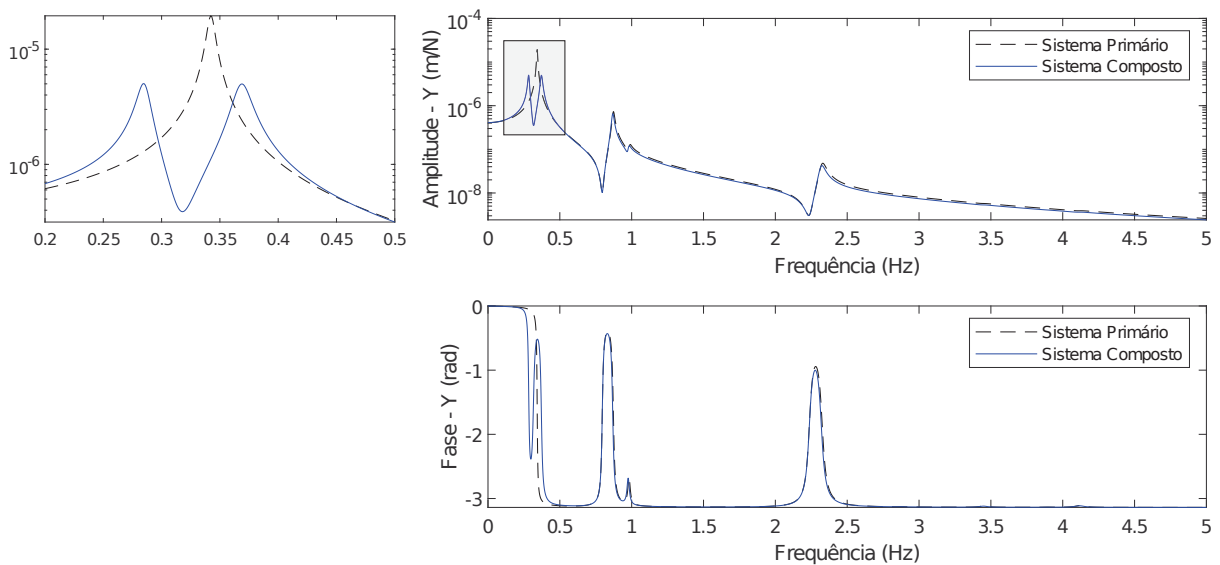 10^-5
10^-6
0.2 0.25 0.3 0.35 0.4 0.45 0.5
Amplitude - Y (m/N)
10^-4
10^-6
10^-8
Sistema Primário
Sistema Composto
0 0.5 1 1.5 2 2.5 3 3.5 4 4.5 5
Frequência (Hz)
Fase - Y (rad)
0
-1
-2
-3
Sistema Primário
Sistema Composto
0 0.5 1 1.5 2 2.5 3 3.5 4 4.5 5
Frequência (Hz)